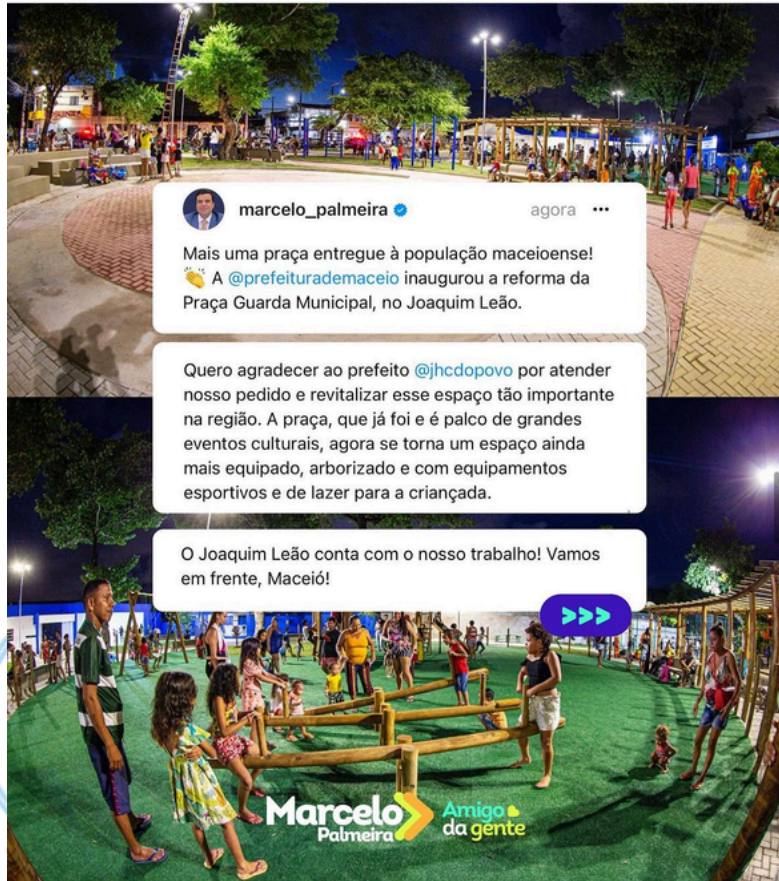 marcelo_palmeira
agora •••
Mais uma praça entregue à população maceioense!
👏 A @prefeiturademaceio inaugurou a reforma da
Praça Guarda Municipal, no Joaquim Leão.
Quero agradecer ao prefeito @jhcdopovo por atender
nosso pedido e revitalizar esse espaço tão importante
na região. A praça, que já foi e é palco de grandes
eventos culturais, agora se torna um espaço ainda
mais equipado, arborizado e com equipamentos
esportivos e de lazer para a criançada.
O Joaquim Leão conta com o nosso trabalho! Vamos
em frente, Maceió!
>>>
Marcelo
Palmeira
Amigo
da gente